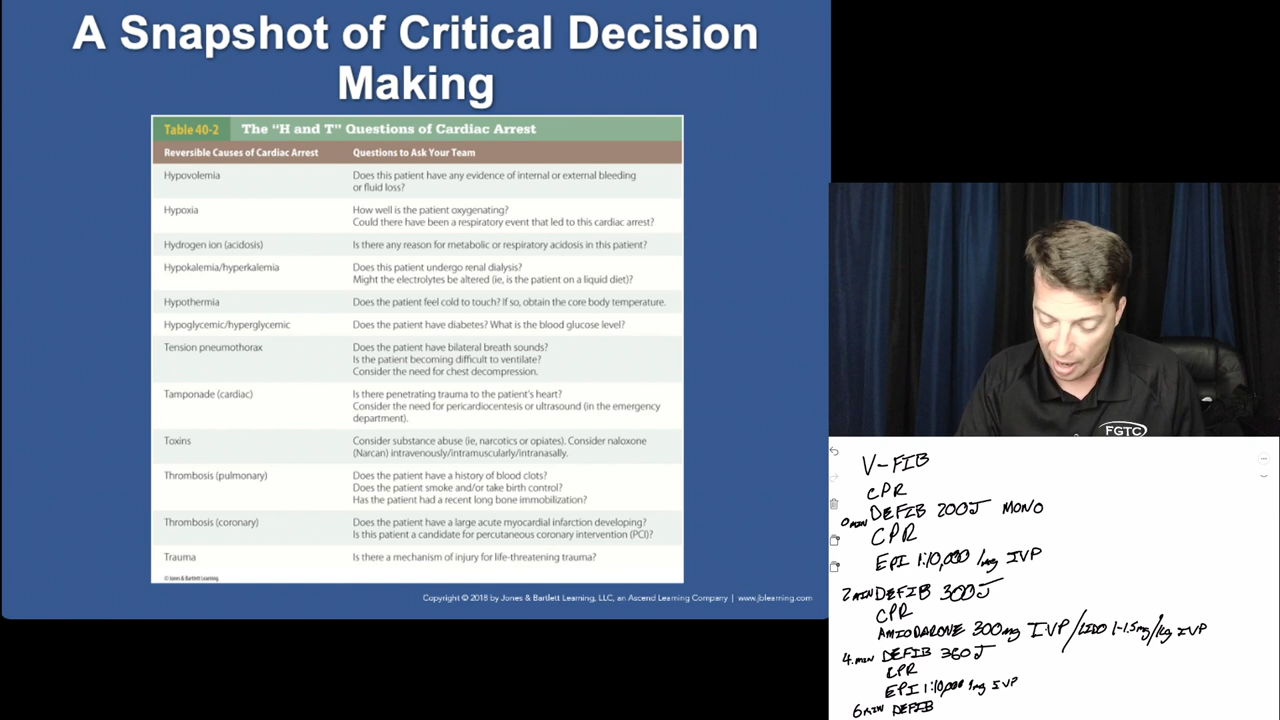 A Snapshot of Critical Decision
Making
Table 40-2 The "H and T" Questions of Cardiac Arrest
Reversible Causes of Cardiac Arrest Questions to Ask Your Team
Hypovolemia Does this patient have any evidence of internal or external bleeding
or fluid loss?
Hypoxia How well is the patient oxygenating?
Could there have been a respiratory event that led to this cardiac arrest?
Hydrogen ion (acidosis) Is there any reason for metabolic or respiratory acidosis in this patient?
Hypokalemia/hyperkalemia Does this patient undergo renal dialysis?
Might the electrolytes be altered (ie, is the patient on a liquid diet)?
Hypothermia Does the patient feel cold to touch? If so, obtain the core body temperature.
Hypoglycemic/hyperglycemic Does the patient have diabetes? What is the blood glucose level?
Tension pneumothorax Does the patient have bilateral breath sounds?
Is the patient becoming difficult to ventilate?
Consider the need for chest decompression.
Tamponade (cardiac) Is there penetrating trauma to the patient's heart?
Consider the need for pericardiocentesis or ultrasound (in the emergency
department).
Toxins Consider substance abuse (ie, narcotics or opiates). Consider naloxone
(Narcan) intravenously/intramuscularly/intranasally.
Thrombosis (pulmonary) Does the patient have a history of blood clots?
Does the patient smoke and/or take birth control?
Has the patient had a recent long bone immobilization?
Thrombosis (coronary) Does the patient have a large acute myocardial infarction developing?
Is this patient a candidate for percutaneous coronary intervention (PCI)?
Trauma Is there a mechanism of injury for life-threatening trauma?
© Jones & Bartlett Learning
Copyright © 2018 by Jones & Bartlett Learning, LLC, an Ascend Learning Company | www.jblearning.com
FGTC
V-FIB
CPR
0 min DEFIB 200J MONO
CPR
EPI 1:10,000 1mg IVP
2 min DEFIB 300J
CPR
AMIODARONE 300mg IVP/LIDO 1-1.5mg/kg IVP
4 min DEFIB 360J
CPR
EPI 1:10,000 1mg IVP
6 min DEFIB